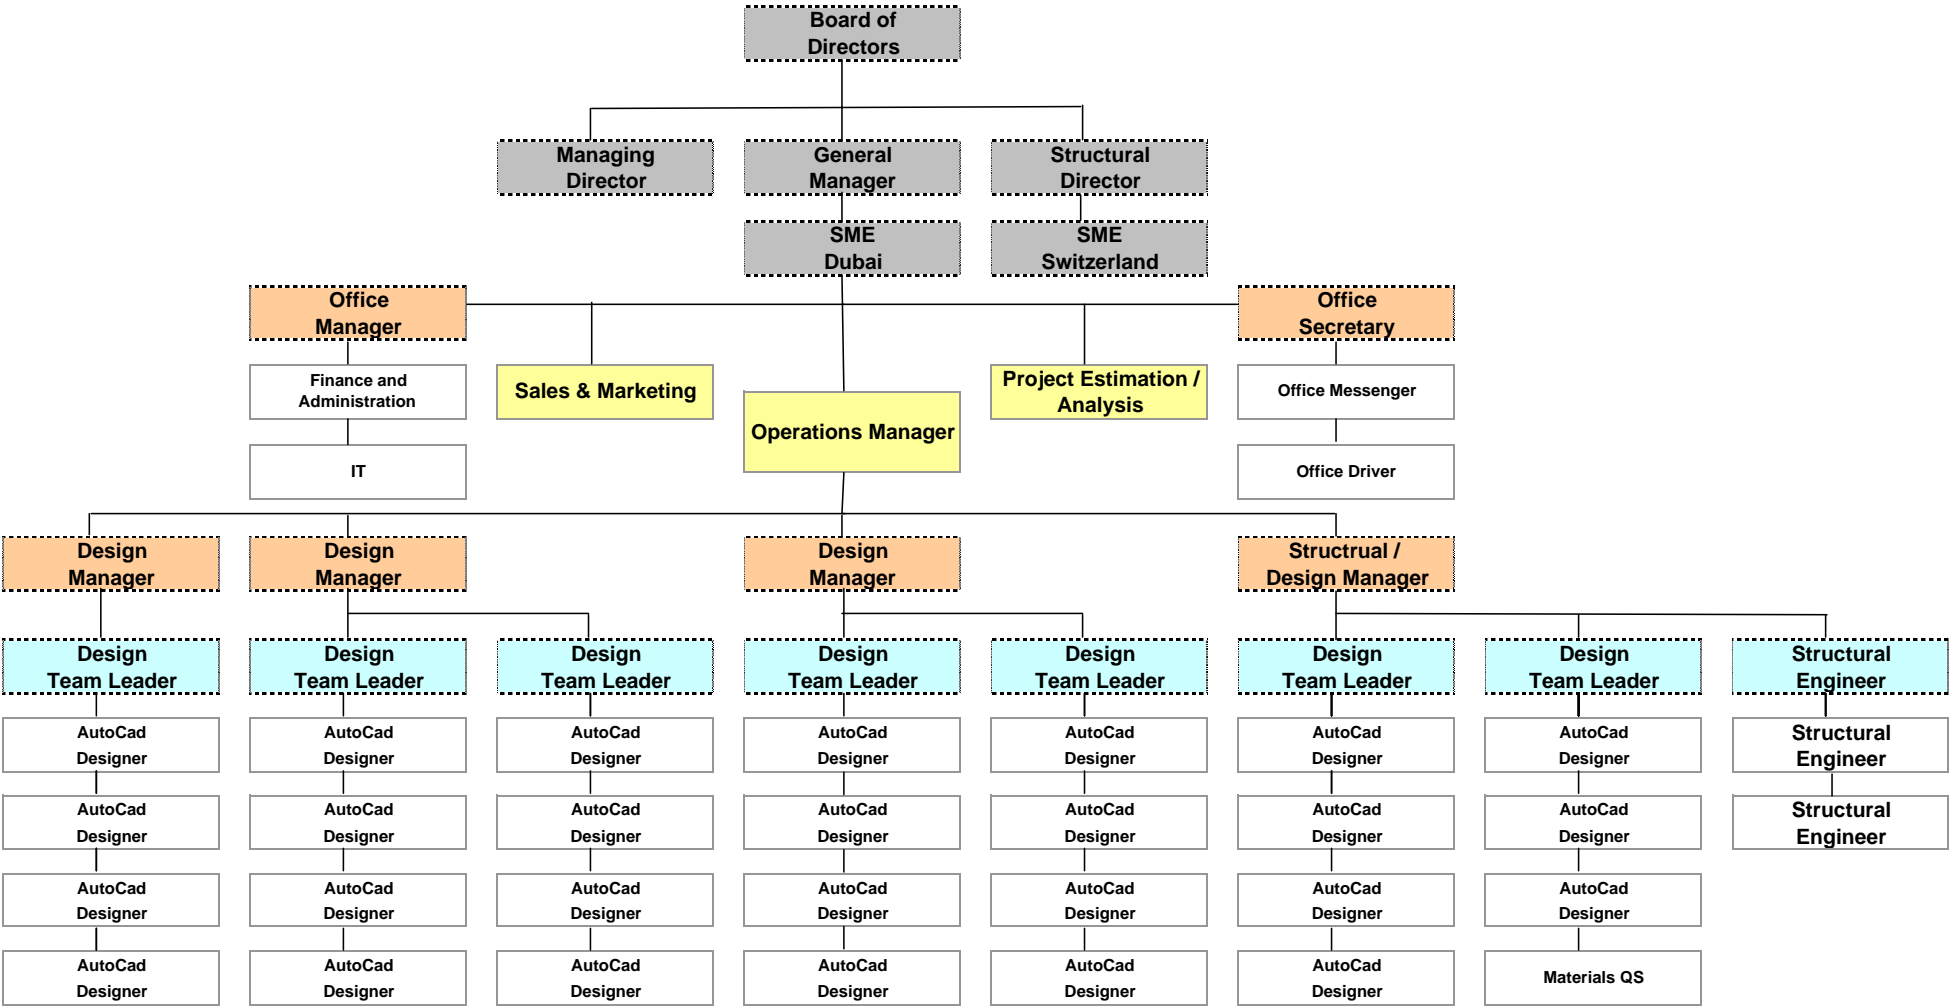 Board of
Directors
Managing
Director
General
Manager
Structural
Director
SME
Dubai
SME
Switzerland
Office
Manager
Office
Secretary
Finance and
Administration
Sales & Marketing
Operations Manager
Project Estimation /
Analysis
Office Messenger
IT
Office Driver
Design
Manager
Design
Manager
Design
Manager
Structrual /
Design Manager
Design
Team Leader
Design
Team Leader
Design
Team Leader
Design
Team Leader
Design
Team Leader
Design
Team Leader
Design
Team Leader
Structural
Engineer
AutoCad
Designer
AutoCad
Designer
AutoCad
Designer
AutoCad
Designer
AutoCad
Designer
AutoCad
Designer
AutoCad
Designer
Structural
Engineer
AutoCad
Designer
AutoCad
Designer
AutoCad
Designer
AutoCad
Designer
AutoCad
Designer
AutoCad
Designer
AutoCad
Designer
Structural
Engineer
AutoCad
Designer
AutoCad
Designer
AutoCad
Designer
AutoCad
Designer
AutoCad
Designer
AutoCad
Designer
AutoCad
Designer
AutoCad
Designer
AutoCad
Designer
AutoCad
Designer
AutoCad
Designer
AutoCad
Designer
AutoCad
Designer
Materials QS